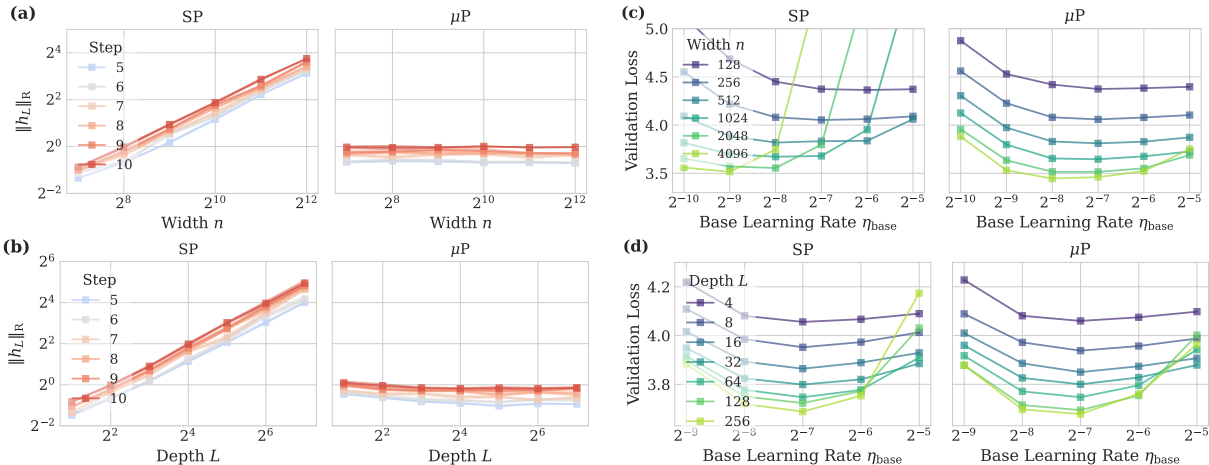 (a)
SP
μP
‖h_L‖_R
2^4
2^2
2^0
2^−2
Step
5
6
7
8
9
10
2^8
2^10
2^12
Width n
2^8
2^10
2^12
Width n
(b)
SP
μP
‖h_L‖_R
2^6
2^4
2^2
2^0
2^−2
Step
5
6
7
8
9
10
2^2
2^4
2^6
Depth L
2^2
2^4
2^6
Depth L
(c)
SP
μP
Validation Loss
5.0
4.5
4.0
3.5
Width n
128
256
512
1024
2048
4096
2^−10
2^−9
2^−8
2^−7
2^−6
2^−5
Base Learning Rate η_base
2^−10
2^−9
2^−8
2^−7
2^−6
2^−5
Base Learning Rate η_base
(d)
SP
μP
Validation Loss
4.2
4.0
3.8
Depth L
4
8
16
32
64
128
256
2^−9
2^−8
2^−7
2^−6
2^−5
Base Learning Rate η_base
2^−9
2^−8
2^−7
2^−6
2^−5
Base Learning Rate η_base